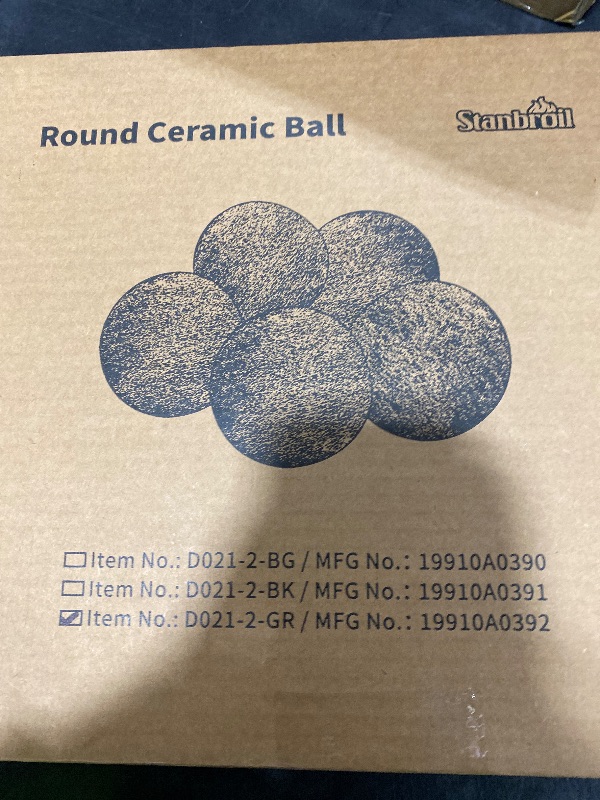 Round Ceramic Ball
Stanbroil
Item No.: D021-2-BG / MFG No.: 19910A0390
Item No.: D021-2-BK / MFG No.: 19910A0391
Item No.: D021-2-GR / MFG No.: 19910A0392